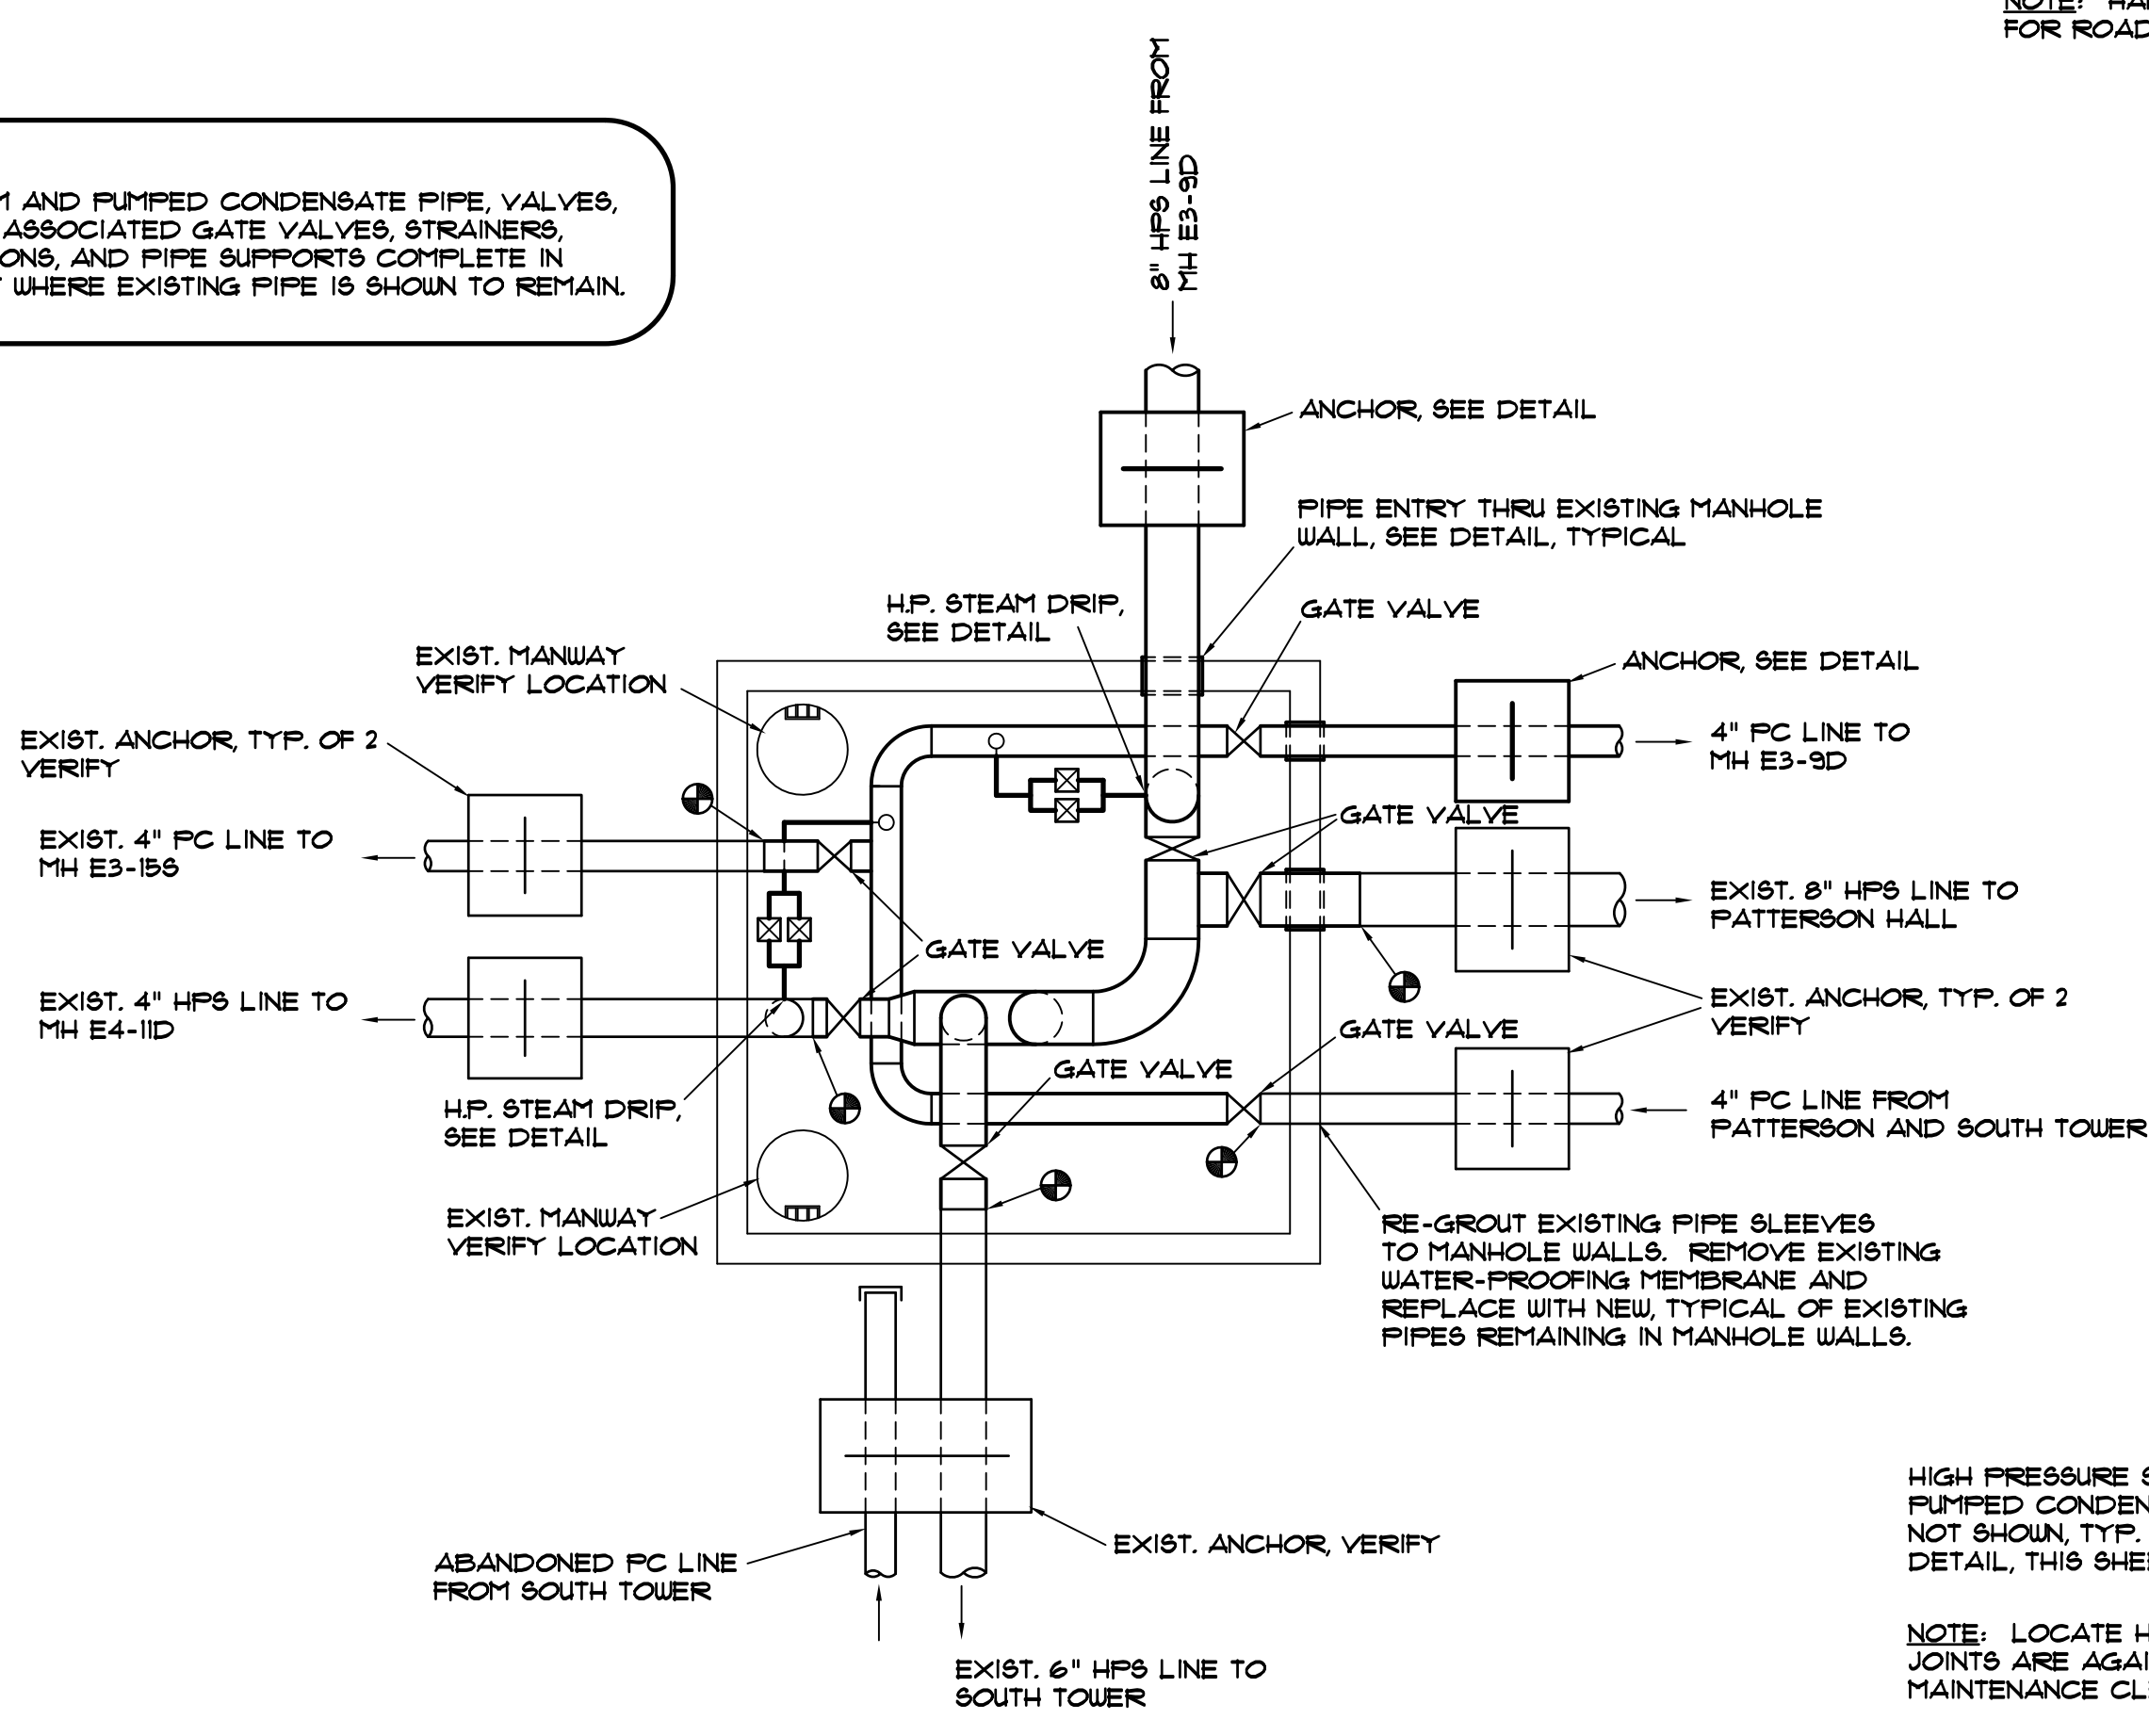 FOR ROAD
8" HPS LINE FROM
MH E3-9D
AND PUMPED CONDENSATE PIPE, VALVES,
ASSOCIATED GATE VALVES, STRAINERS,
AND PIPE SUPPORTS COMPLETE IN
WHERE EXISTING PIPE IS SHOWN TO REMAIN.
ANCHOR, SEE DETAIL
PIPE ENTRY THRU EXISTING MANHOLE
WALL, SEE DETAIL, TYPICAL
H.P. STEAM DRIP,
SEE DETAIL
GATE VALVE
EXIST. MANWAY
VERIFY LOCATION
ANCHOR, SEE DETAIL
EXIST. ANCHOR, TYP. OF 2
VERIFY
4" PC LINE TO
MH E3-9D
GATE VALVE
EXIST. 4" PC LINE TO
MH E3-15S
EXIST. 8" HPS LINE TO
PATTERSON HALL
GATE VALVE
EXIST. 4" HPS LINE TO
MH E4-11D
EXIST. ANCHOR, TYP. OF 2
VERIFY
GATE VALVE
GATE VALVE
H.P. STEAM DRIP,
SEE DETAIL
4" PC LINE FROM
PATTERSON AND SOUTH TOWER
EXIST. MANWAY
VERIFY LOCATION
RE-GROUT EXISTING PIPE SLEEVES
TO MANHOLE WALLS. REMOVE EXISTING
WATER-PROOFING MEMBRANE AND
REPLACE WITH NEW, TYPICAL OF EXISTING
PIPES REMAINING IN MANHOLE WALLS.
EXIST. ANCHOR, VERIFY
ABANDONED PC LINE
FROM SOUTH TOWER
EXIST. 6" HPS LINE TO
SOUTH TOWER
HIGH PRESSURE
PUMPED
NOT SHOWN, TYP.
DETAIL, THIS
NOTE: LOCATE
JOINTS ARE
MAINTENANCE